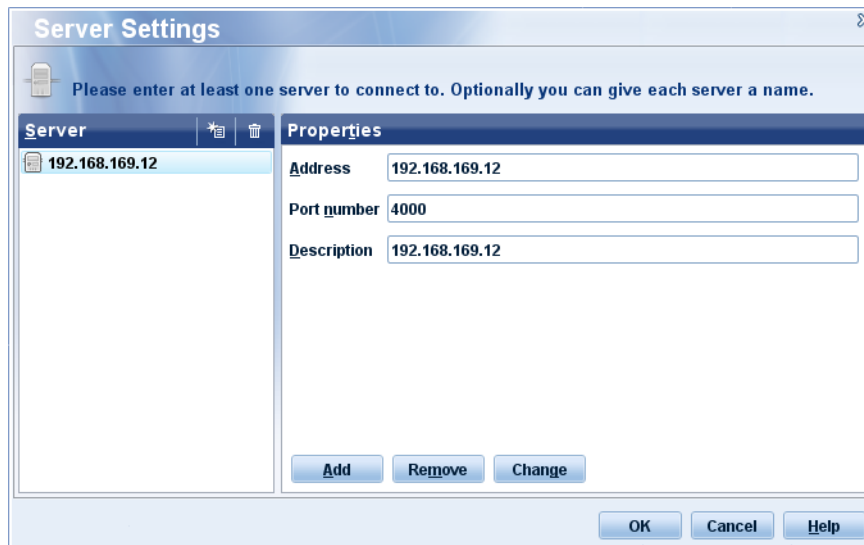 Server Settings
Please enter at least one server to connect to. Optionally you can give each server a name.
Server
192.168.169.12
Properties
Address 192.168.169.12
Port number 4000
Description 192.168.169.12
Add Remove Change
OK Cancel Help